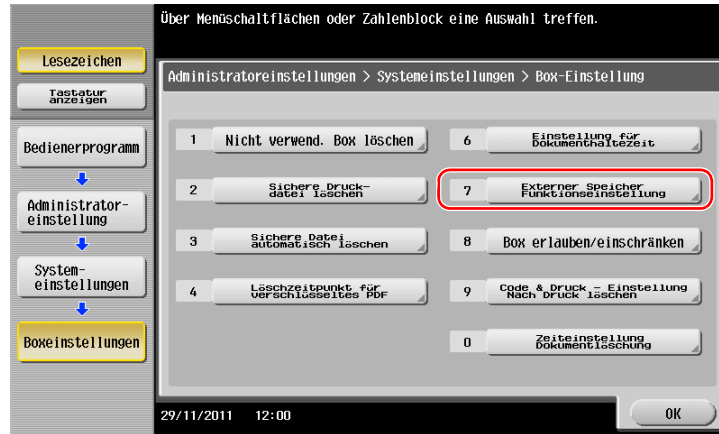 Über Menüschaltflächen oder Zahlenblock eine Auswahl treffen.
Lesezeichen
Tastatur
anzeigen
Bedienerprogramm
Administrator-
einstellung
System-
einstellungen
Boxeinstellungen
Administratoreinstellungen > Systemeinstellungen > Box-Einstellung
1 Nicht verwend. Box löschen
2 Sichere Druck-
datei löschen
3 Sichere Datei
automatisch löschen
4 Löschzeitpunkt für
verschlüsseltes PDF
6 Einstellung für
Dokumenthaltezeit
7 Externer Speicher
Funktionseinstellung
8 Box erlauben/einschränken
9 Code & Druck - Einstellung
Nach Druck löschen
0 Zeiteinstellung
Dokumentlöschung
29/11/2011 12:00
OK